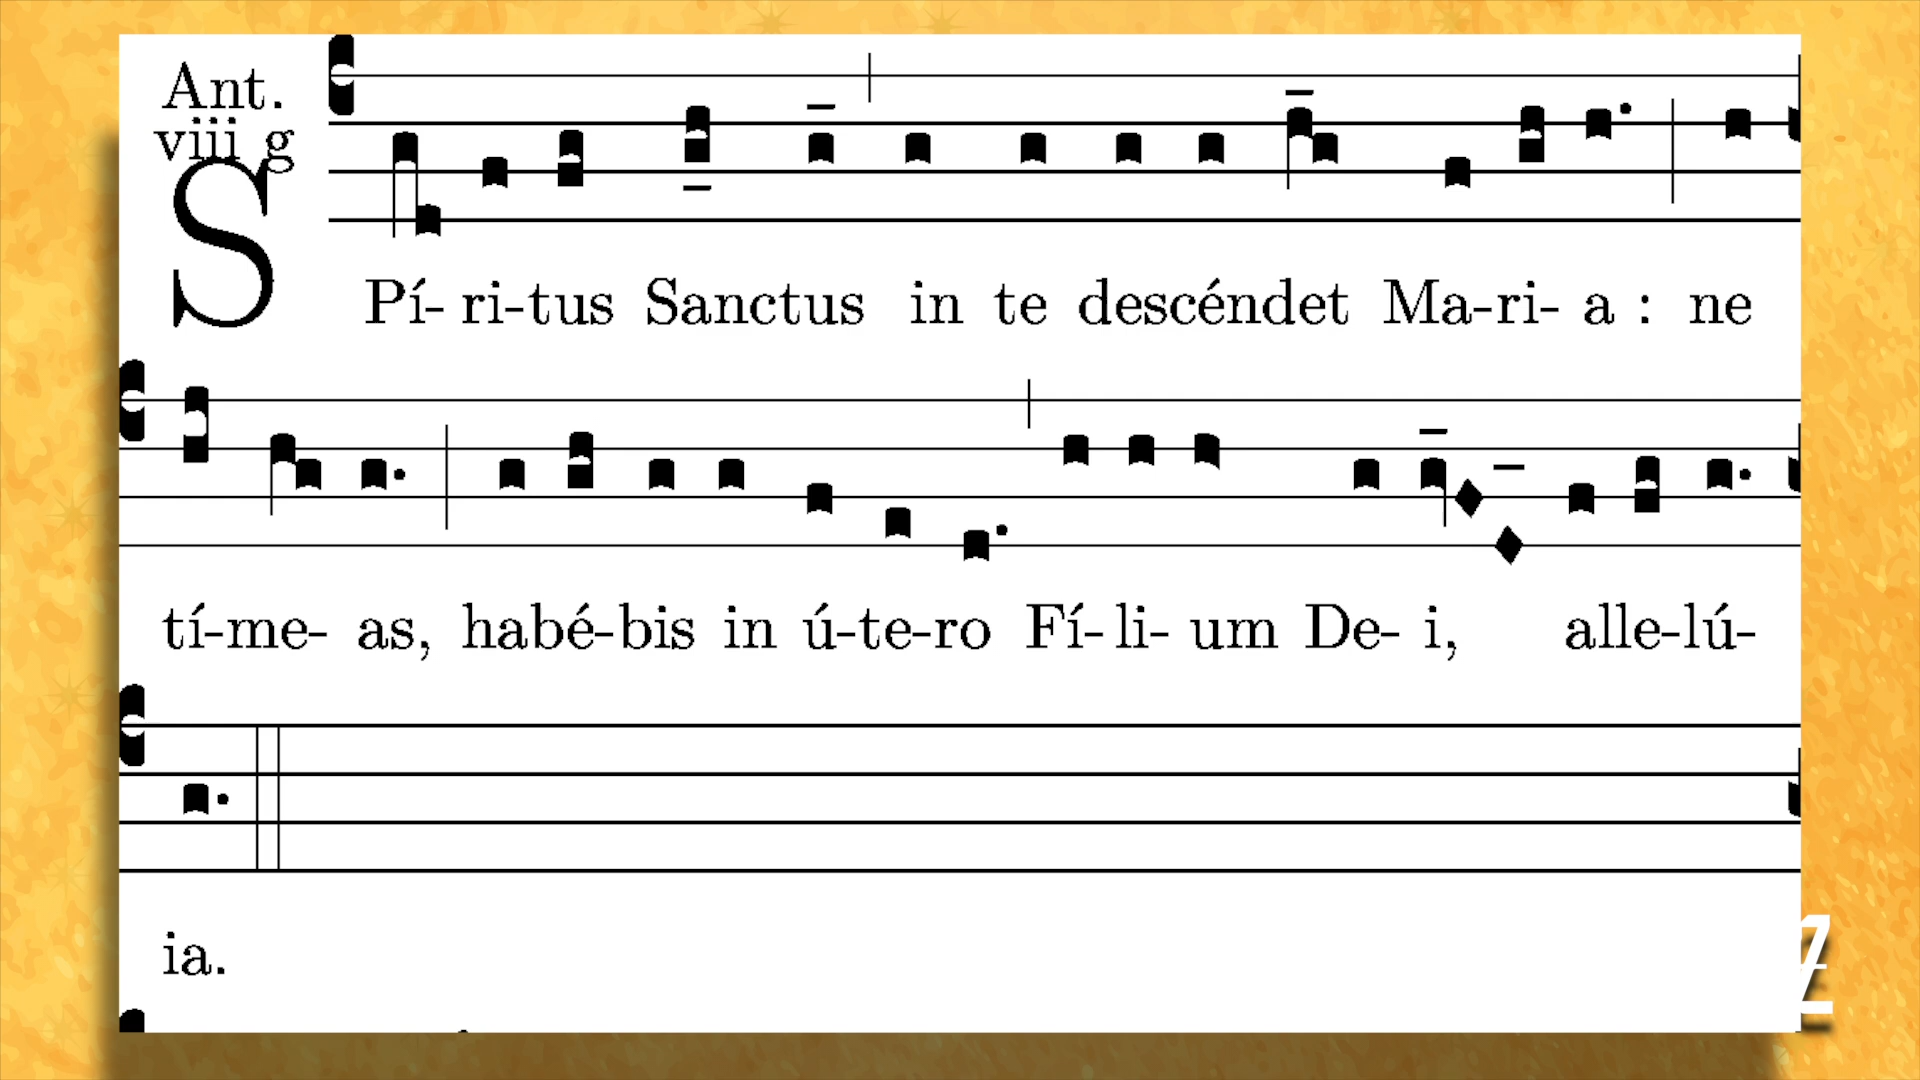 Ant.
viii g
SPí-ri-tus Sanctus in te descéndet Ma-ri- a : ne
tí-me- as, habé-bis in ú-te-ro Fí-li- um De- i, alle-lú-
ia.